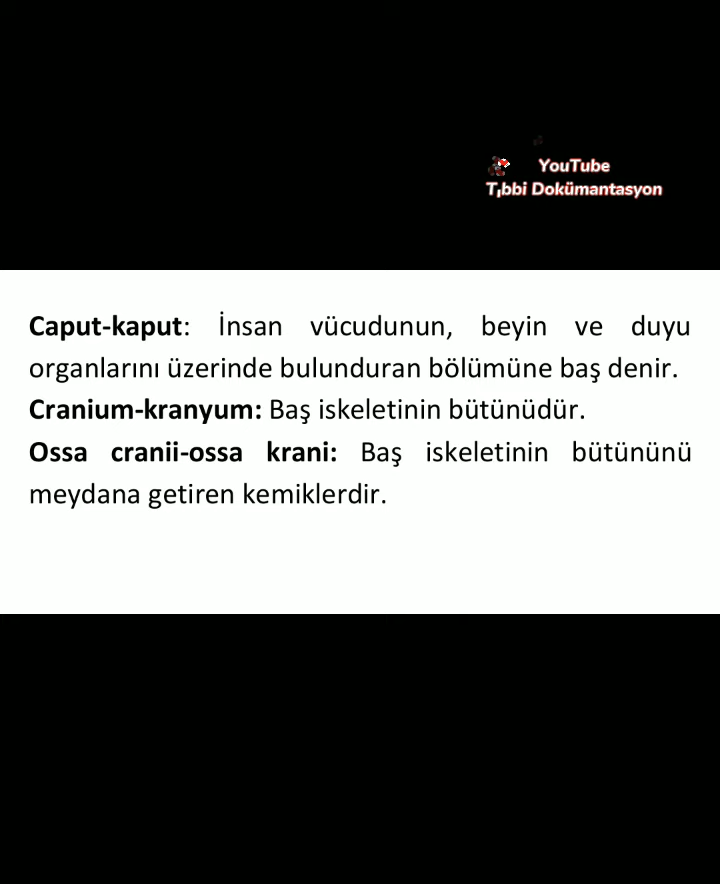 YouTube
Tıbbi Dokümantasyon
Caput-kaput: İnsan vücudunun, beyin ve duyu
organlarını üzerinde bulunduran bölümüne baş denir.
Cranium-kranyum: Baş iskeletinin bütünüdür.
Ossa cranii-ossa krani: Baş iskeletinin bütününü
meydana getiren kemiklerdir.